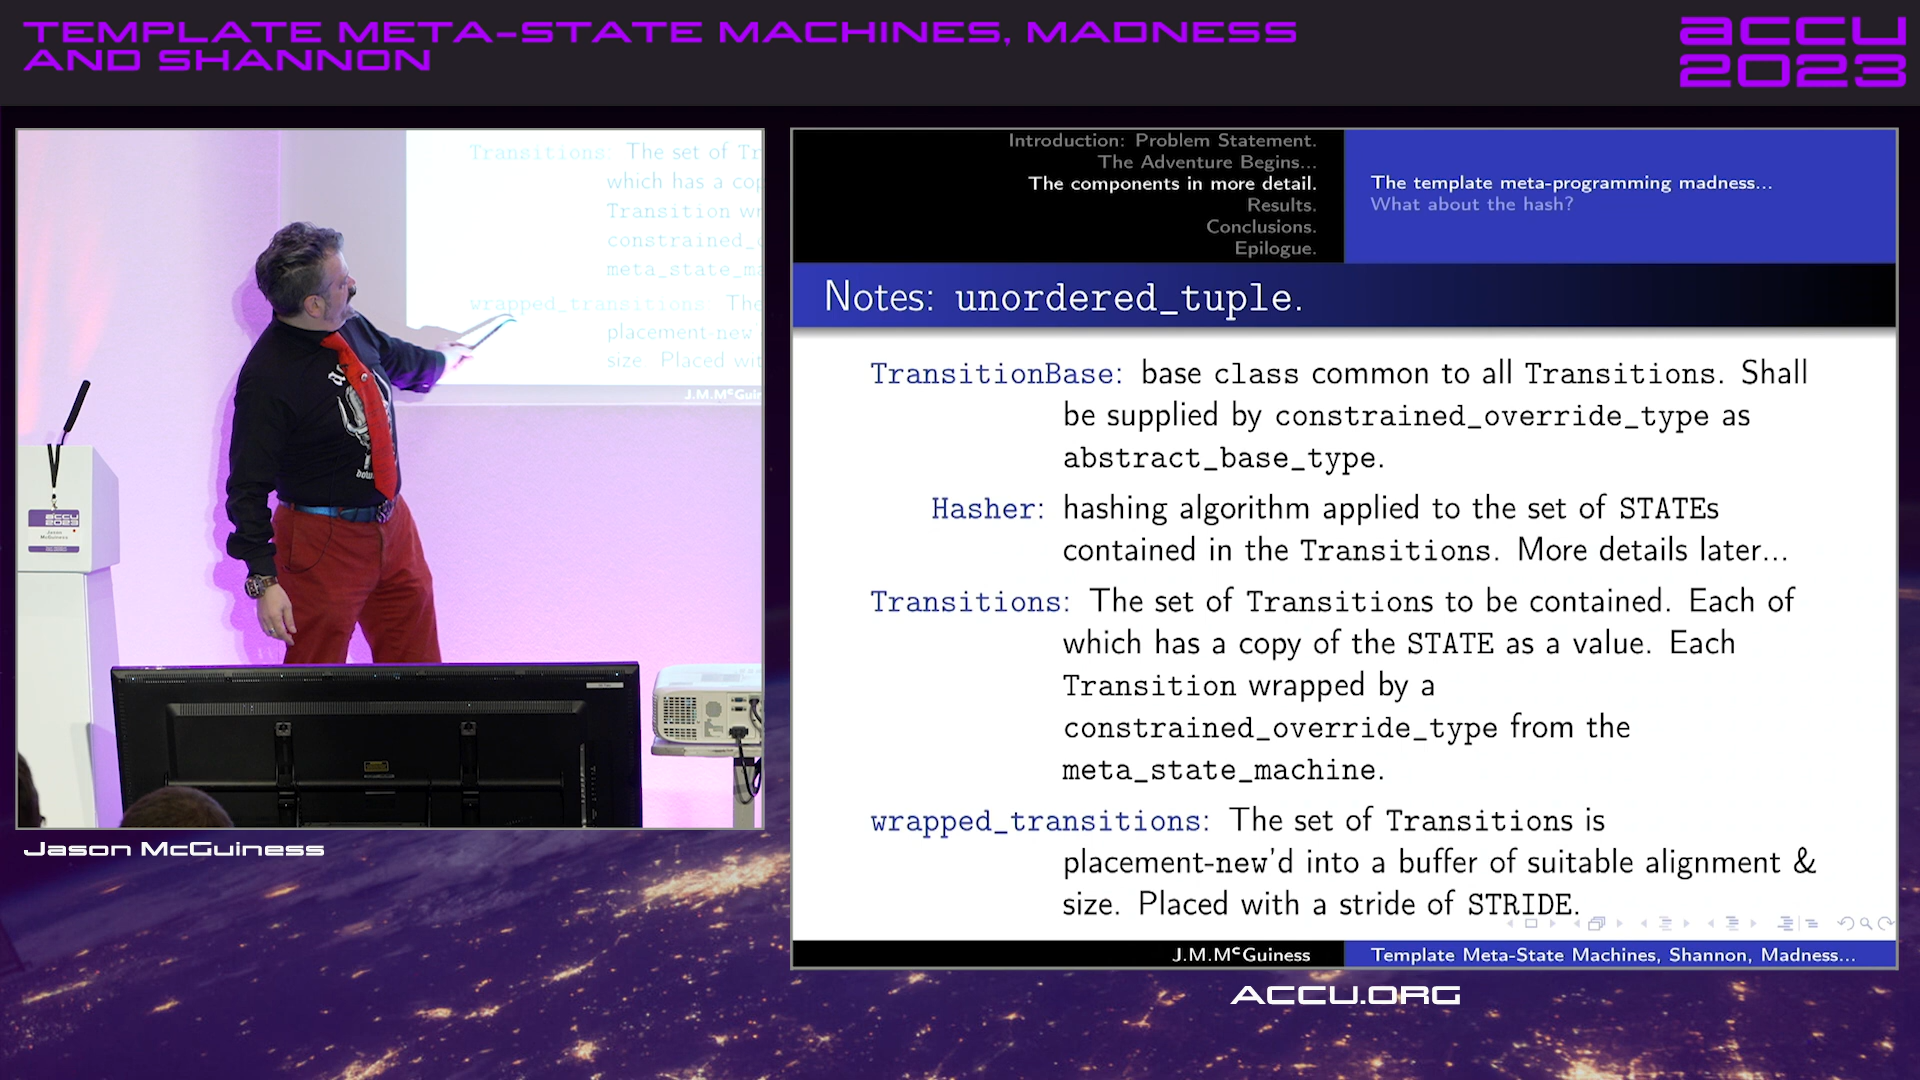 TEMPLATE META-STATE MACHINES, MADNESS
AND SHANNON
accu
2023
Transitions: The set of Tr
which has a cop
Transition wr
constrained_o
meta_state_ma
wrapped_transitions The
placement-new
size. Placed wit
J.M.McGuin
accu
2023
Jason
McGuiness
Jason McGuiness
Introduction: Problem Statement.
The Adventure Begins...
The components in more detail.
Results.
Conclusions.
Epilogue.
The template meta-programming madness...
What about the hash?
Notes: unordered_tuple.
TransitionBase: base class common to all Transitions. Shall
be supplied by constrained_override_type as
abstract_base_type.
Hasher: hashing algorithm applied to the set of STATEs
contained in the Transitions. More details later...
Transitions: The set of Transitions to be contained. Each of
which has a copy of the STATE as a value. Each
Transition wrapped by a
constrained_override_type from the
meta_state_machine.
wrapped_transitions: The set of Transitions is
placement-new'd into a buffer of suitable alignment &
size. Placed with a stride of STRIDE.
J.M.McGuiness
Template Meta-State Machines, Shannon, Madness...
ACCU.ORG